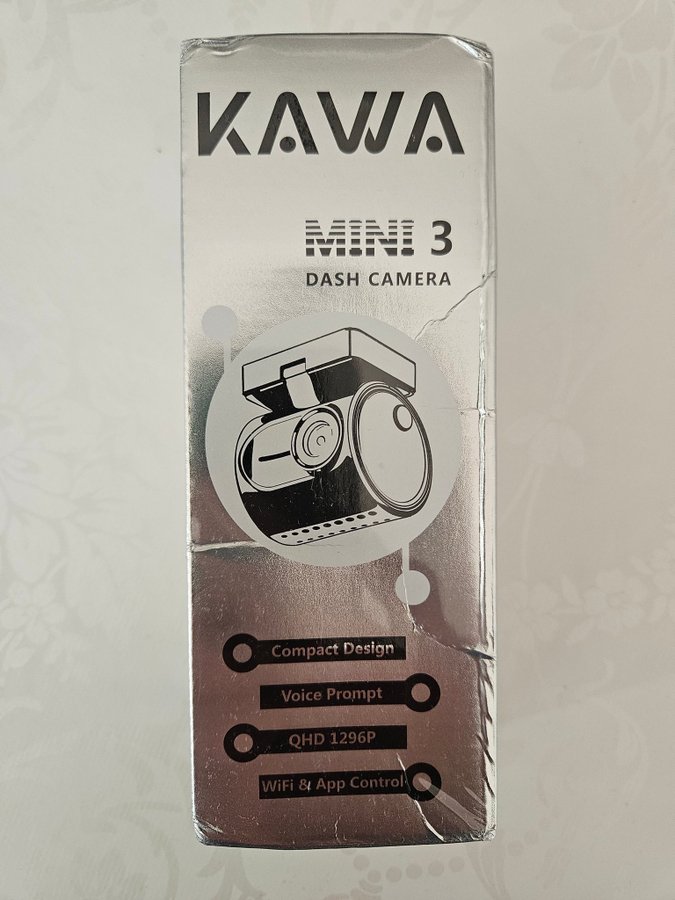 KAWA
MINI 3
DASH CAMERA
Compact Design
Voice Prompt
QHD 1296P
WiFi & App Control